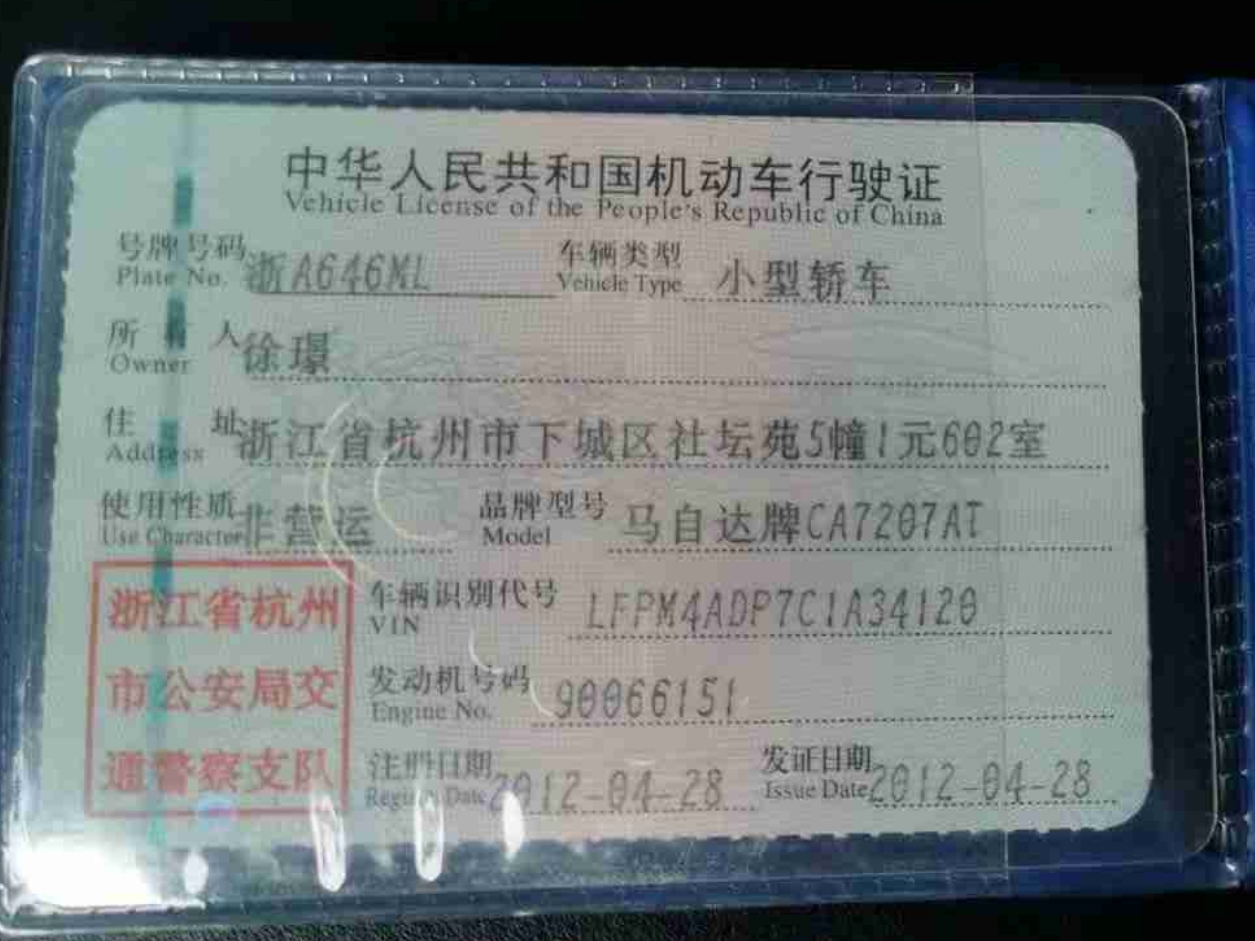 中华人民共和国机动车行驶证
Vehicle License of the People's Republic of China
号牌号码 浙A646ML 车辆类型 小型轿车
Plate No. Vehicle Type
所有人 徐璟
Owner
住址 浙江省杭州市下城区社坛苑5幢1元602室
Address
使用性质 非营运 品牌型号 马自达牌CA7207AT
Use Character Model
浙江省杭州
市公安局交
通警察支队
车辆识别代号 LFPM4ADP7C1A34120
VIN
发动机号码 90066151
Engine No.
注册日期 2012-04-28 发证日期 2012-04-28
Register Date Issue Date